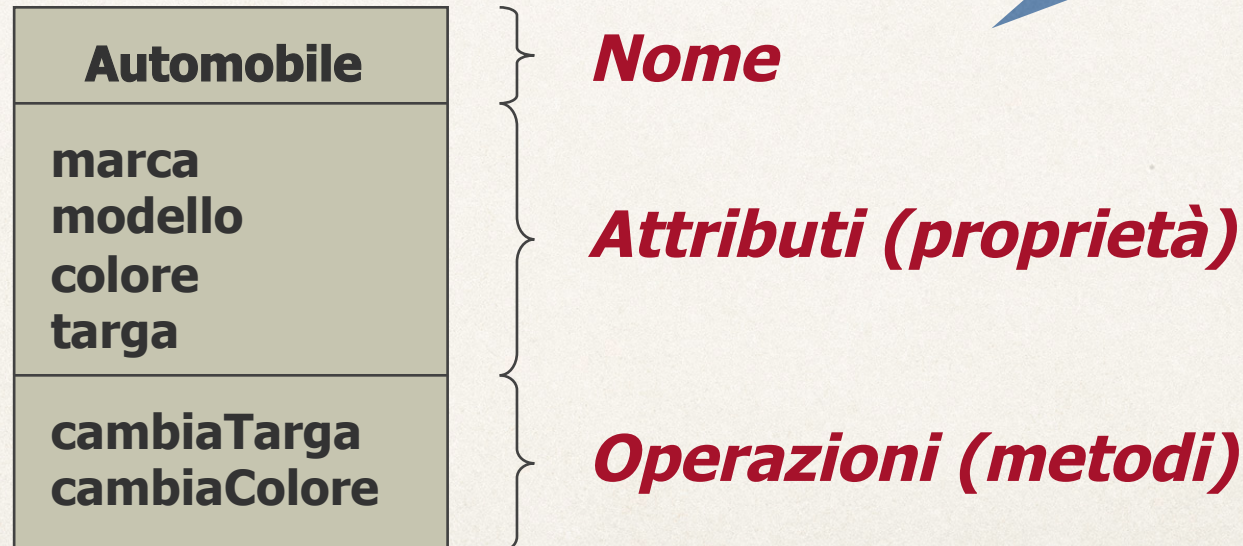 Automobile
Nome
marca
modello
colore
targa
Attributi (proprietà)
cambiaTarga
cambiaColore
Operazioni (metodi)